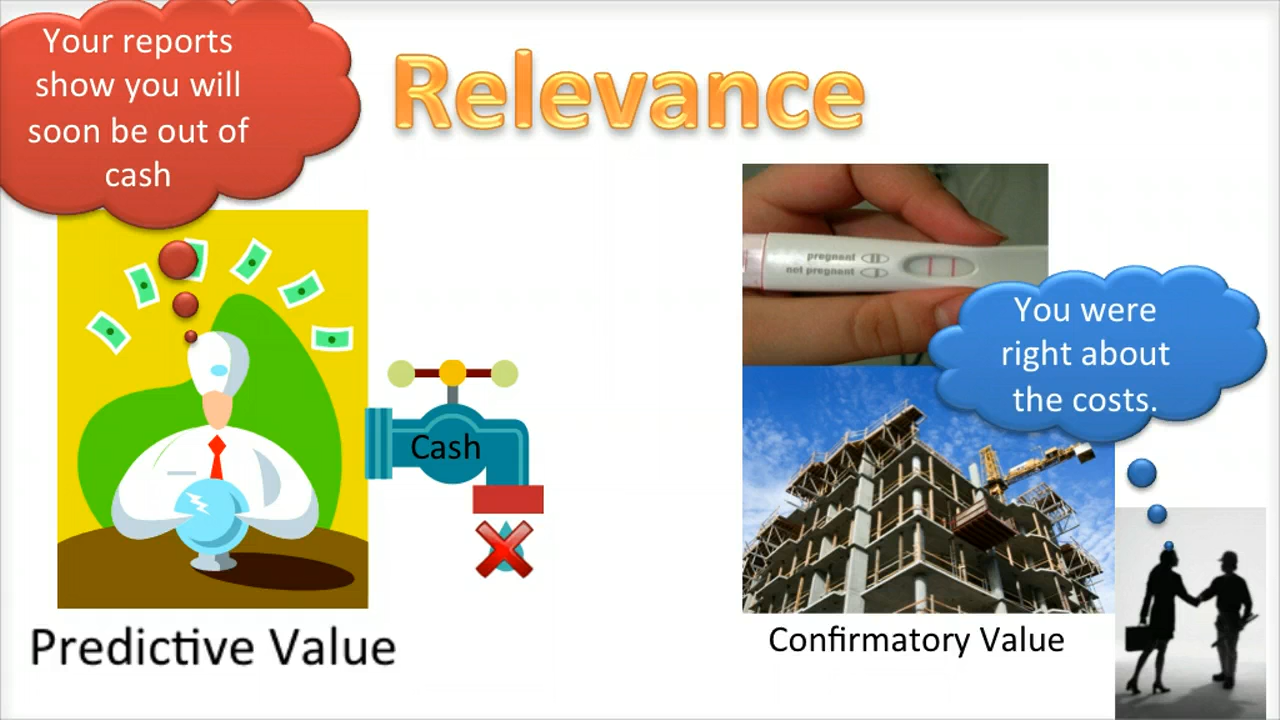 Your reports
show you will
soon be out of
cash
Relevance
pregnant
not pregnant
You were
right about
the costs.
Cash
Predictive Value
Confirmatory Value